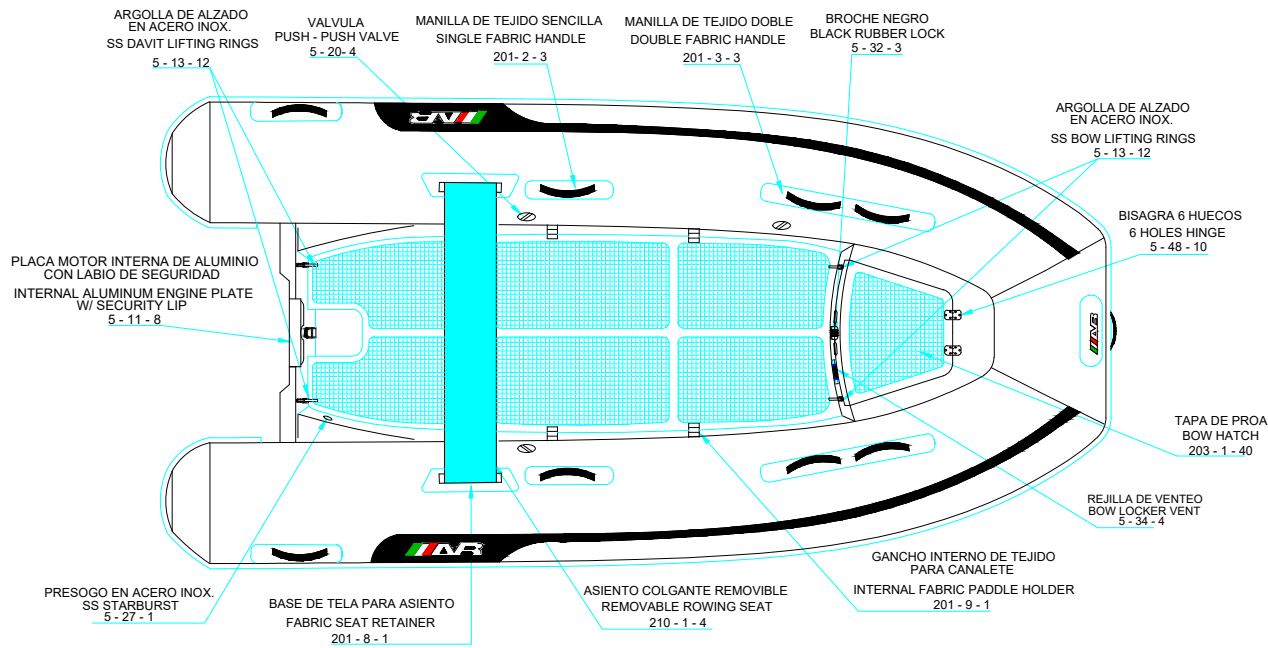 ARGOLLA DE ALZADO
EN ACERO INOX.
SS DAVIT LIFTING RINGS
5 - 13 - 12
VALVULA
PUSH - PUSH VALVE
5 - 20- 4
MANILLA DE TEJIDO SENCILLA
SINGLE FABRIC HANDLE
201- 2 - 3
MANILLA DE TEJIDO DOBLE
DOUBLE FABRIC HANDLE
201 - 3 - 3
BROCHE NEGRO
BLACK RUBBER LOCK
5 - 32 - 3
ARGOLLA DE ALZADO
EN ACERO INOX.
SS BOW LIFTING RINGS
5 - 13 - 12
BISAGRA 6 HUECOS
6 HOLES HINGE
5 - 48 - 10
PLACA MOTOR INTERNA DE ALUMINIO
CON LABIO DE SEGURIDAD
INTERNAL ALUMINUM ENGINE PLATE
W/ SECURITY LIP
5 - 11 - 8
TAPA DE PROA
BOW HATCH
203 - 1 - 40
REJILLA DE VENTEO
BOW LOCKER VENT
5 - 34 - 4
GANCHO INTERNO DE TEJIDO
PARA CANALETE
INTERNAL FABRIC PADDLE HOLDER
201 - 9 - 1
ASIENTO COLGANTE REMOVIBLE
REMOVABLE ROWING SEAT
210 - 1 - 4
BASE DE TELA PARA ASIENTO
FABRIC SEAT RETAINER
201 - 8 - 1
PRESOGO EN ACERO INOX.
SS STARBURST
5 - 27 - 1